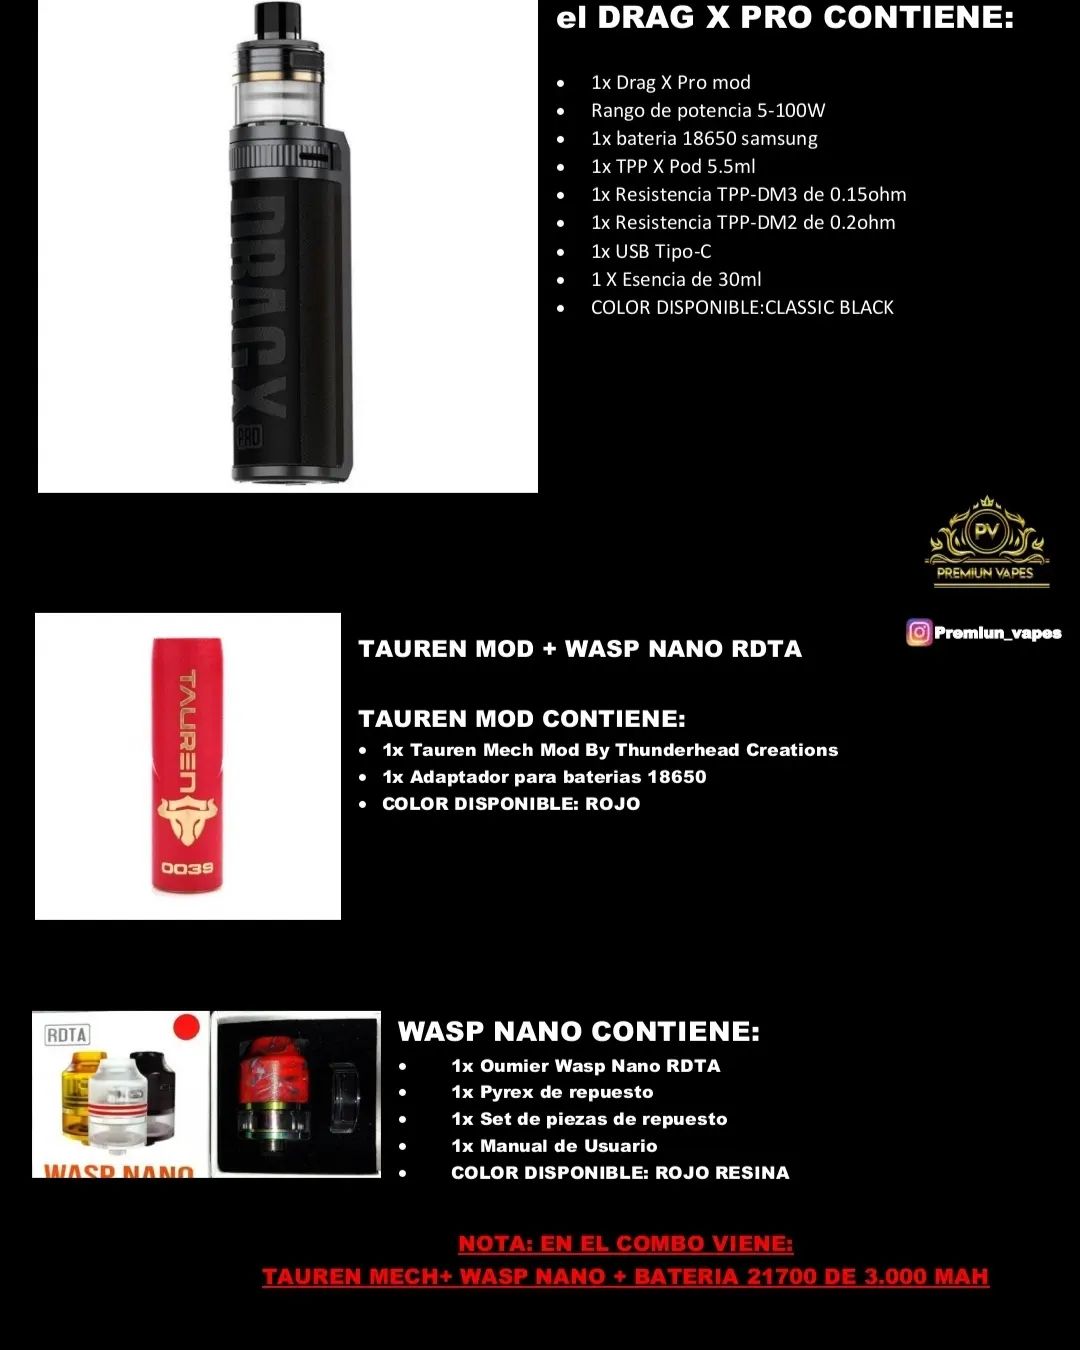 el DRAG X PRO CONTIENE:
• 1x Drag X Pro mod
• Rango de potencia 5-100W
• 1x bateria 18650 samsung
• 1x TPP X Pod 5.5ml
• 1x Resistencia TPP-DM3 de 0.15ohm
• 1x Resistencia TPP-DM2 de 0.2ohm
• 1x USB Tipo-C
• 1 X Esencia de 30ml
• COLOR DISPONIBLE:CLASSIC BLACK
DRAG X
PRO
PV
PREMIUN VAPES
Premiun_vapes
TAUREN
003S
TAUREN MOD + WASP NANO RDTA
TAUREN MOD CONTIENE:
• 1x Tauren Mech Mod By Thunderhead Creations
• 1x Adaptador para baterias 18650
• COLOR DISPONIBLE: ROJO
RDTA
WASP NANO
WASP NANO CONTIENE:
• 1x Oumier Wasp Nano RDTA
• 1x Pyrex de repuesto
• 1x Set de piezas de repuesto
• 1x Manual de Usuario
• COLOR DISPONIBLE: ROJO RESINA
NOTA: EN EL COMBO VIENE:
TAUREN MECH+ WASP NANO + BATERIA 21700 DE 3.000 MAH